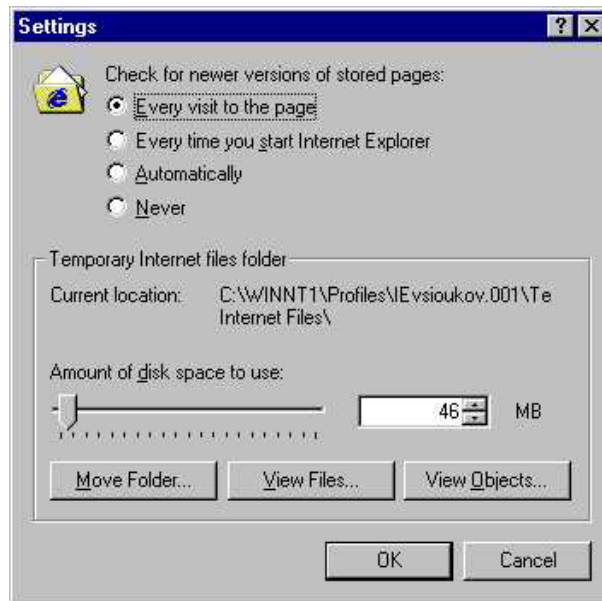 Settings
Check for newer versions of stored pages:
Every visit to the page
Every time you start Internet Explorer
Automatically
Never
Temporary Internet files folder
Current location: C:\WINNT1\Profiles\IEvsioukov.001\Te
Internet Files\
Amount of disk space to use:
46 MB
Move Folder... View Files... View Objects...
OK Cancel